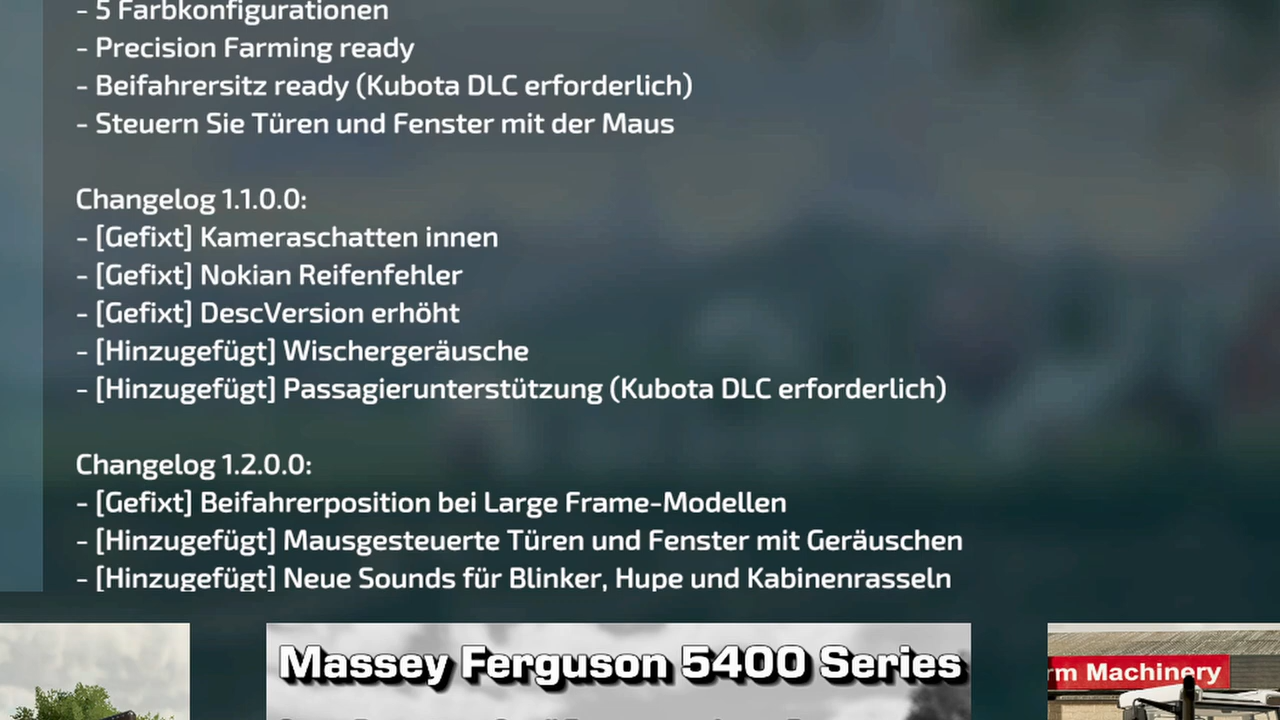 - 5 Farbkonfigurationen
- Precision Farming ready
- Beifahrersitz ready (Kubota DLC erforderlich)
- Steuern Sie Türen und Fenster mit der Maus
Changelog 1.1.0.0:
- [Gefixt] Kameraschatten innen
- [Gefixt] Nokian Reifenfehler
- [Gefixt] DescVersion erhöht
- [Hinzugefügt] Wischergeräusche
- [Hinzugefügt] Passagierunterstützung (Kubota DLC erforderlich)
Changelog 1.2.0.0:
- [Gefixt] Beifahrerposition bei Large Frame-Modellen
- [Hinzugefügt] Mausgesteuerte Türen und Fenster mit Geräuschen
- [Hinzugefügt] Neue Sounds für Blinker, Hupe und Kabinenrasseln
Massey Ferguson 5400 Series
rm Machinery